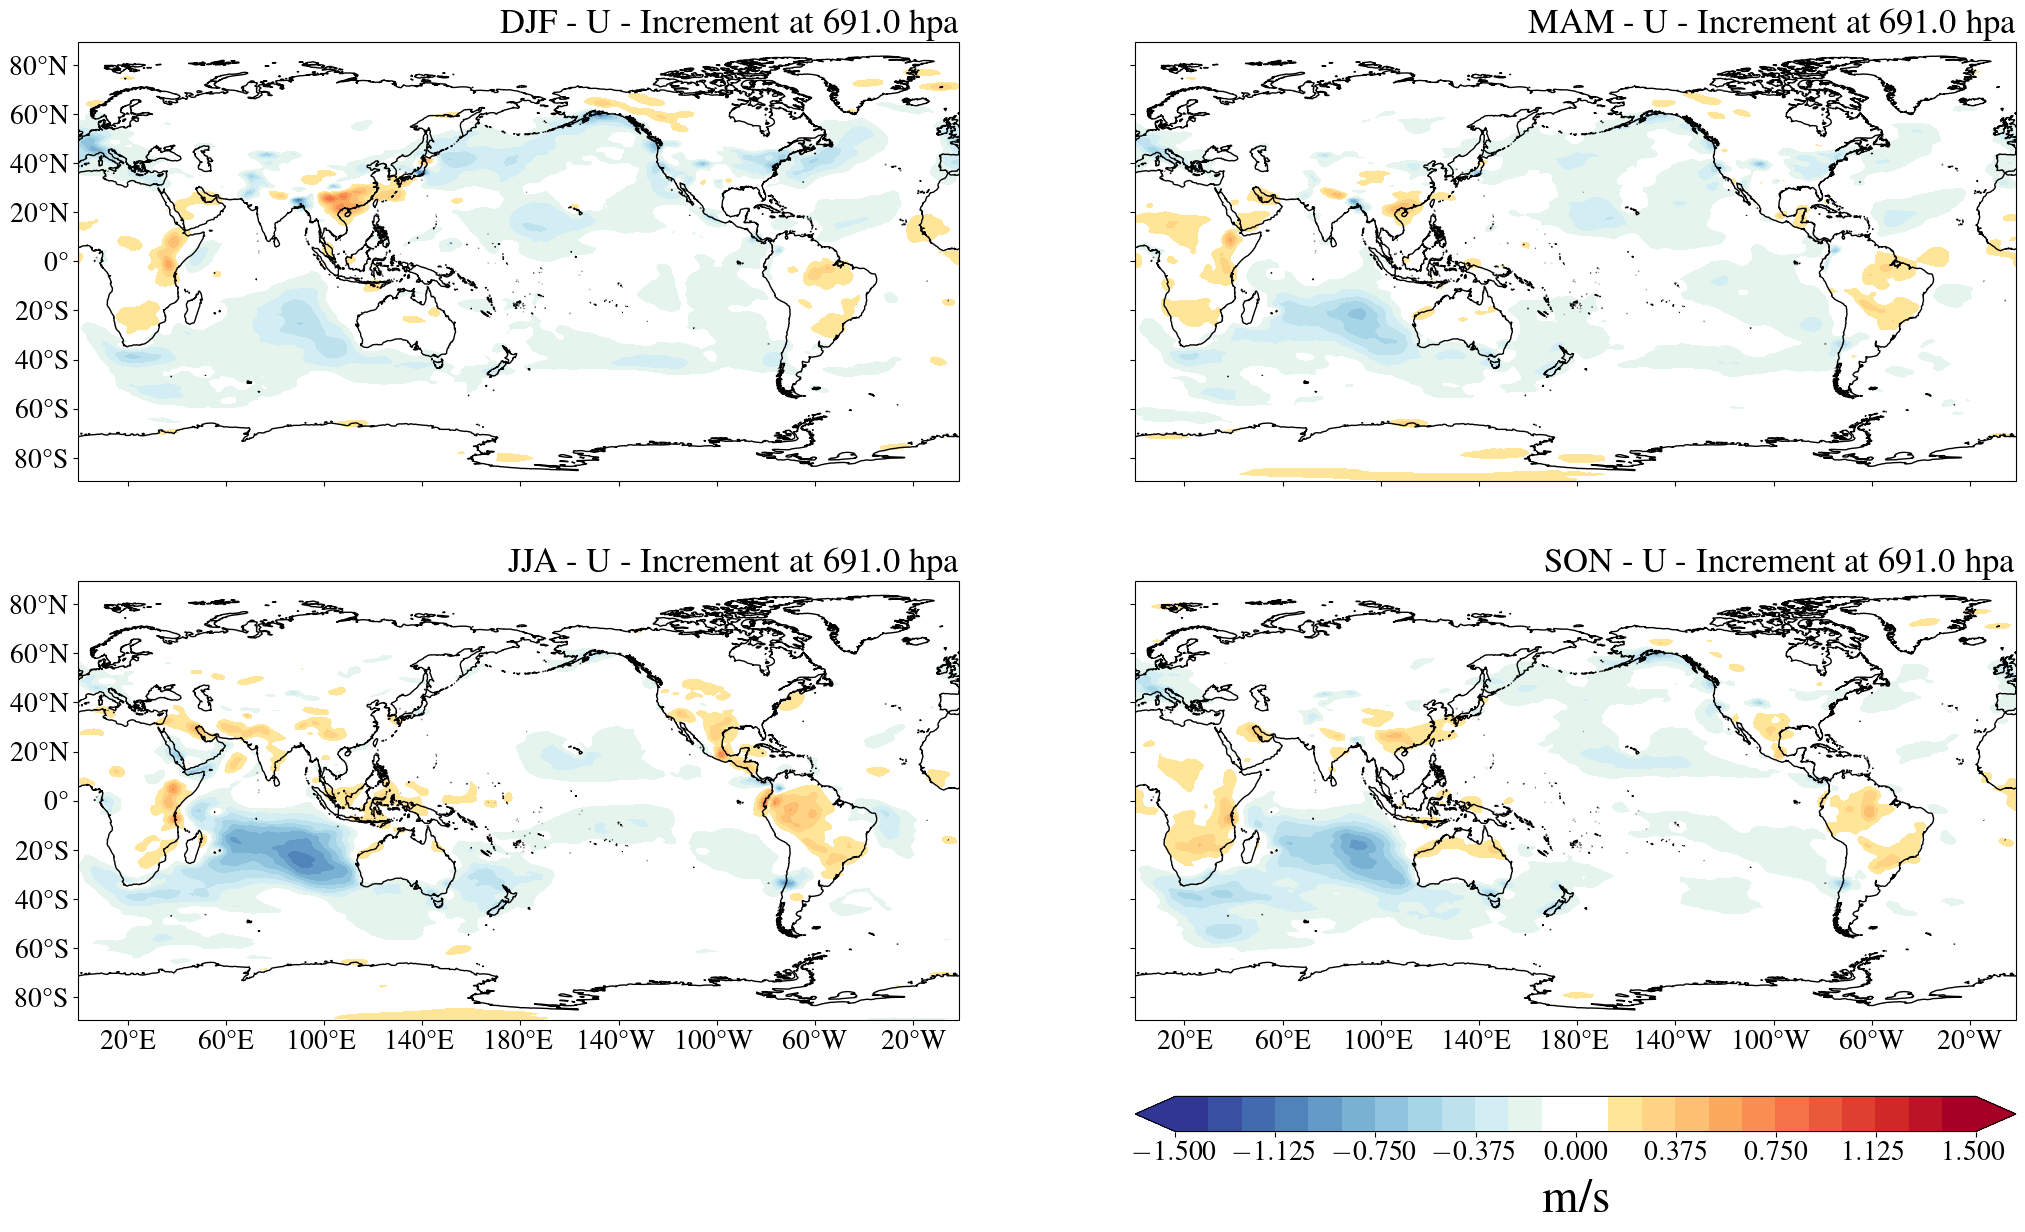 DJF - U - Increment at 691.0 hpa
MAM - U - Increment at 691.0 hpa
80°N
60°N
40°N
20°N
0°
20°S
40°S
60°S
80°S
JJA - U - Increment at 691.0 hpa
SON - U - Increment at 691.0 hpa
80°N
60°N
40°N
20°N
0°
20°S
40°S
60°S
80°S
20°E 60°E 100°E 140°E 180°E 140°W 100°W 60°W 20°W
20°E 60°E 100°E 140°E 180°E 140°W 100°W 60°W 20°W
−1.500 −1.125 −0.750 −0.375 0.000 0.375 0.750 1.125 1.500
m/s